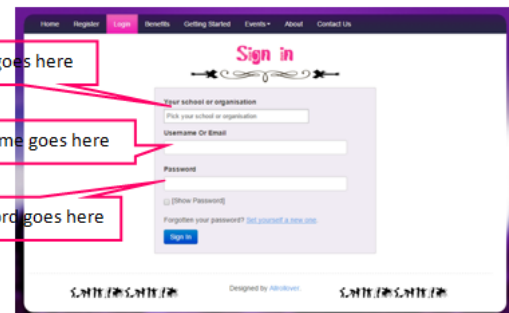 Home Register Login Benefits Getting Started Events About Contact Us
Sign in
goes here
Your school or organisation
Pick your school or organisation
Username Or Email
me goes here
Password
[Show Password]
rd goes here
Forgotten your password? Set yourself a new one.
Sign In
Designed by Altrollover.